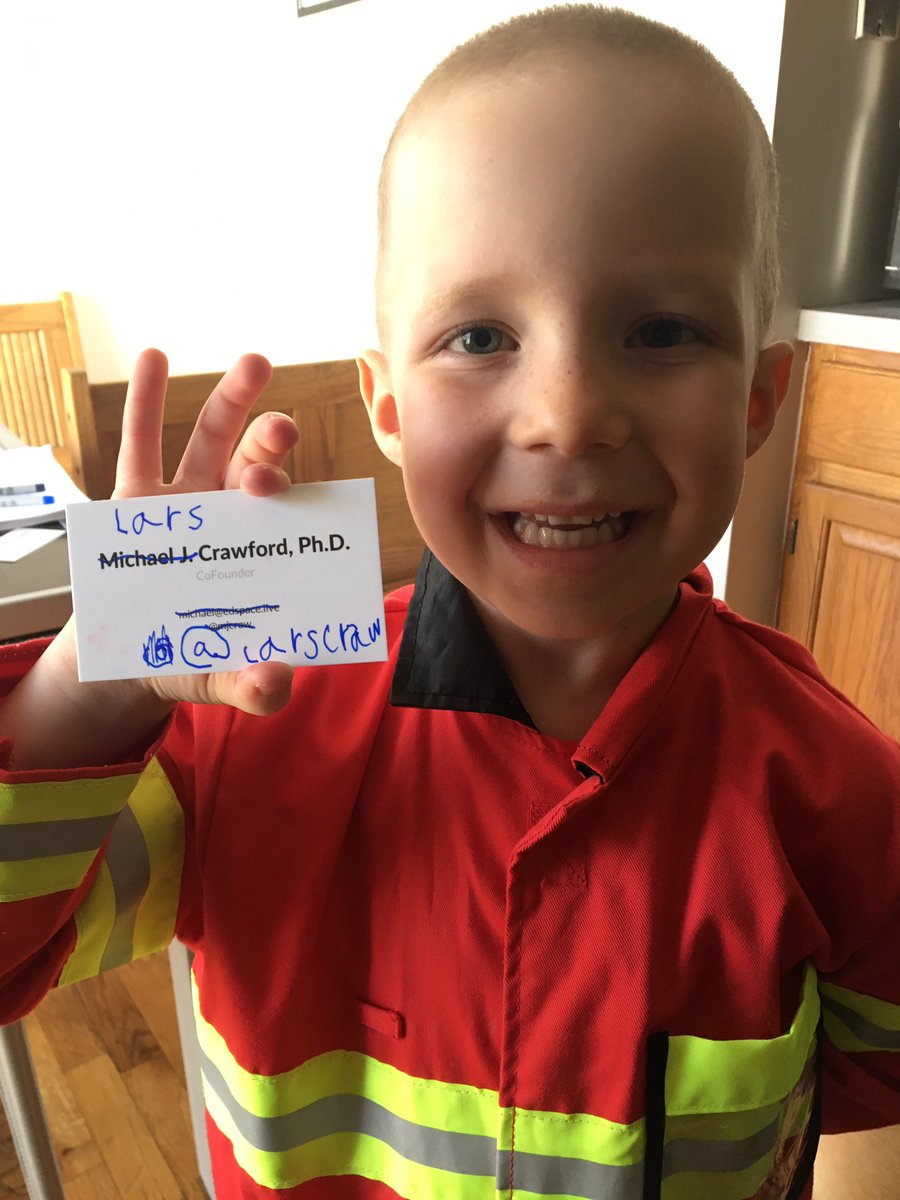 Lars
Michael J. Crawford, Ph.D.
CoFounder
michael@edspace.live
@mjcraw
@Larscraw